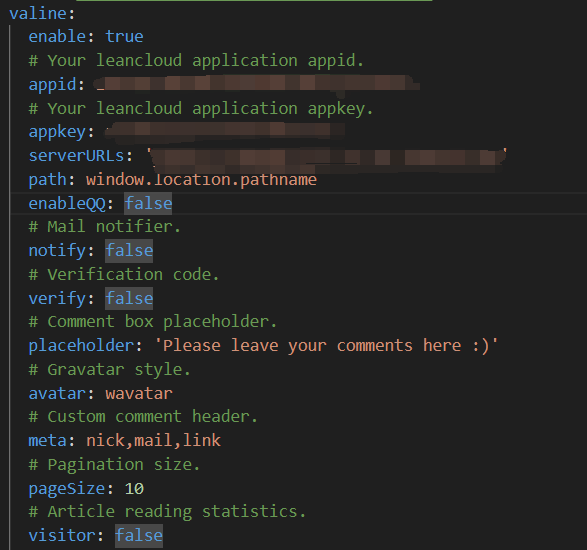 valine:
enable: true
# Your leancloud application appid.
appid:
# Your leancloud application appkey.
appkey:
serverURLs: ' '
path: window.location.pathname
enableQQ: false
# Mail notifier.
notify: false
# Verification code.
verify: false
# Comment box placeholder.
placeholder: 'Please leave your comments here :)'
# Gravatar style.
avatar: wavatar
# Custom comment header.
meta: nick,mail,link
# Pagination size.
pageSize: 10
# Article reading statistics.
visitor: false